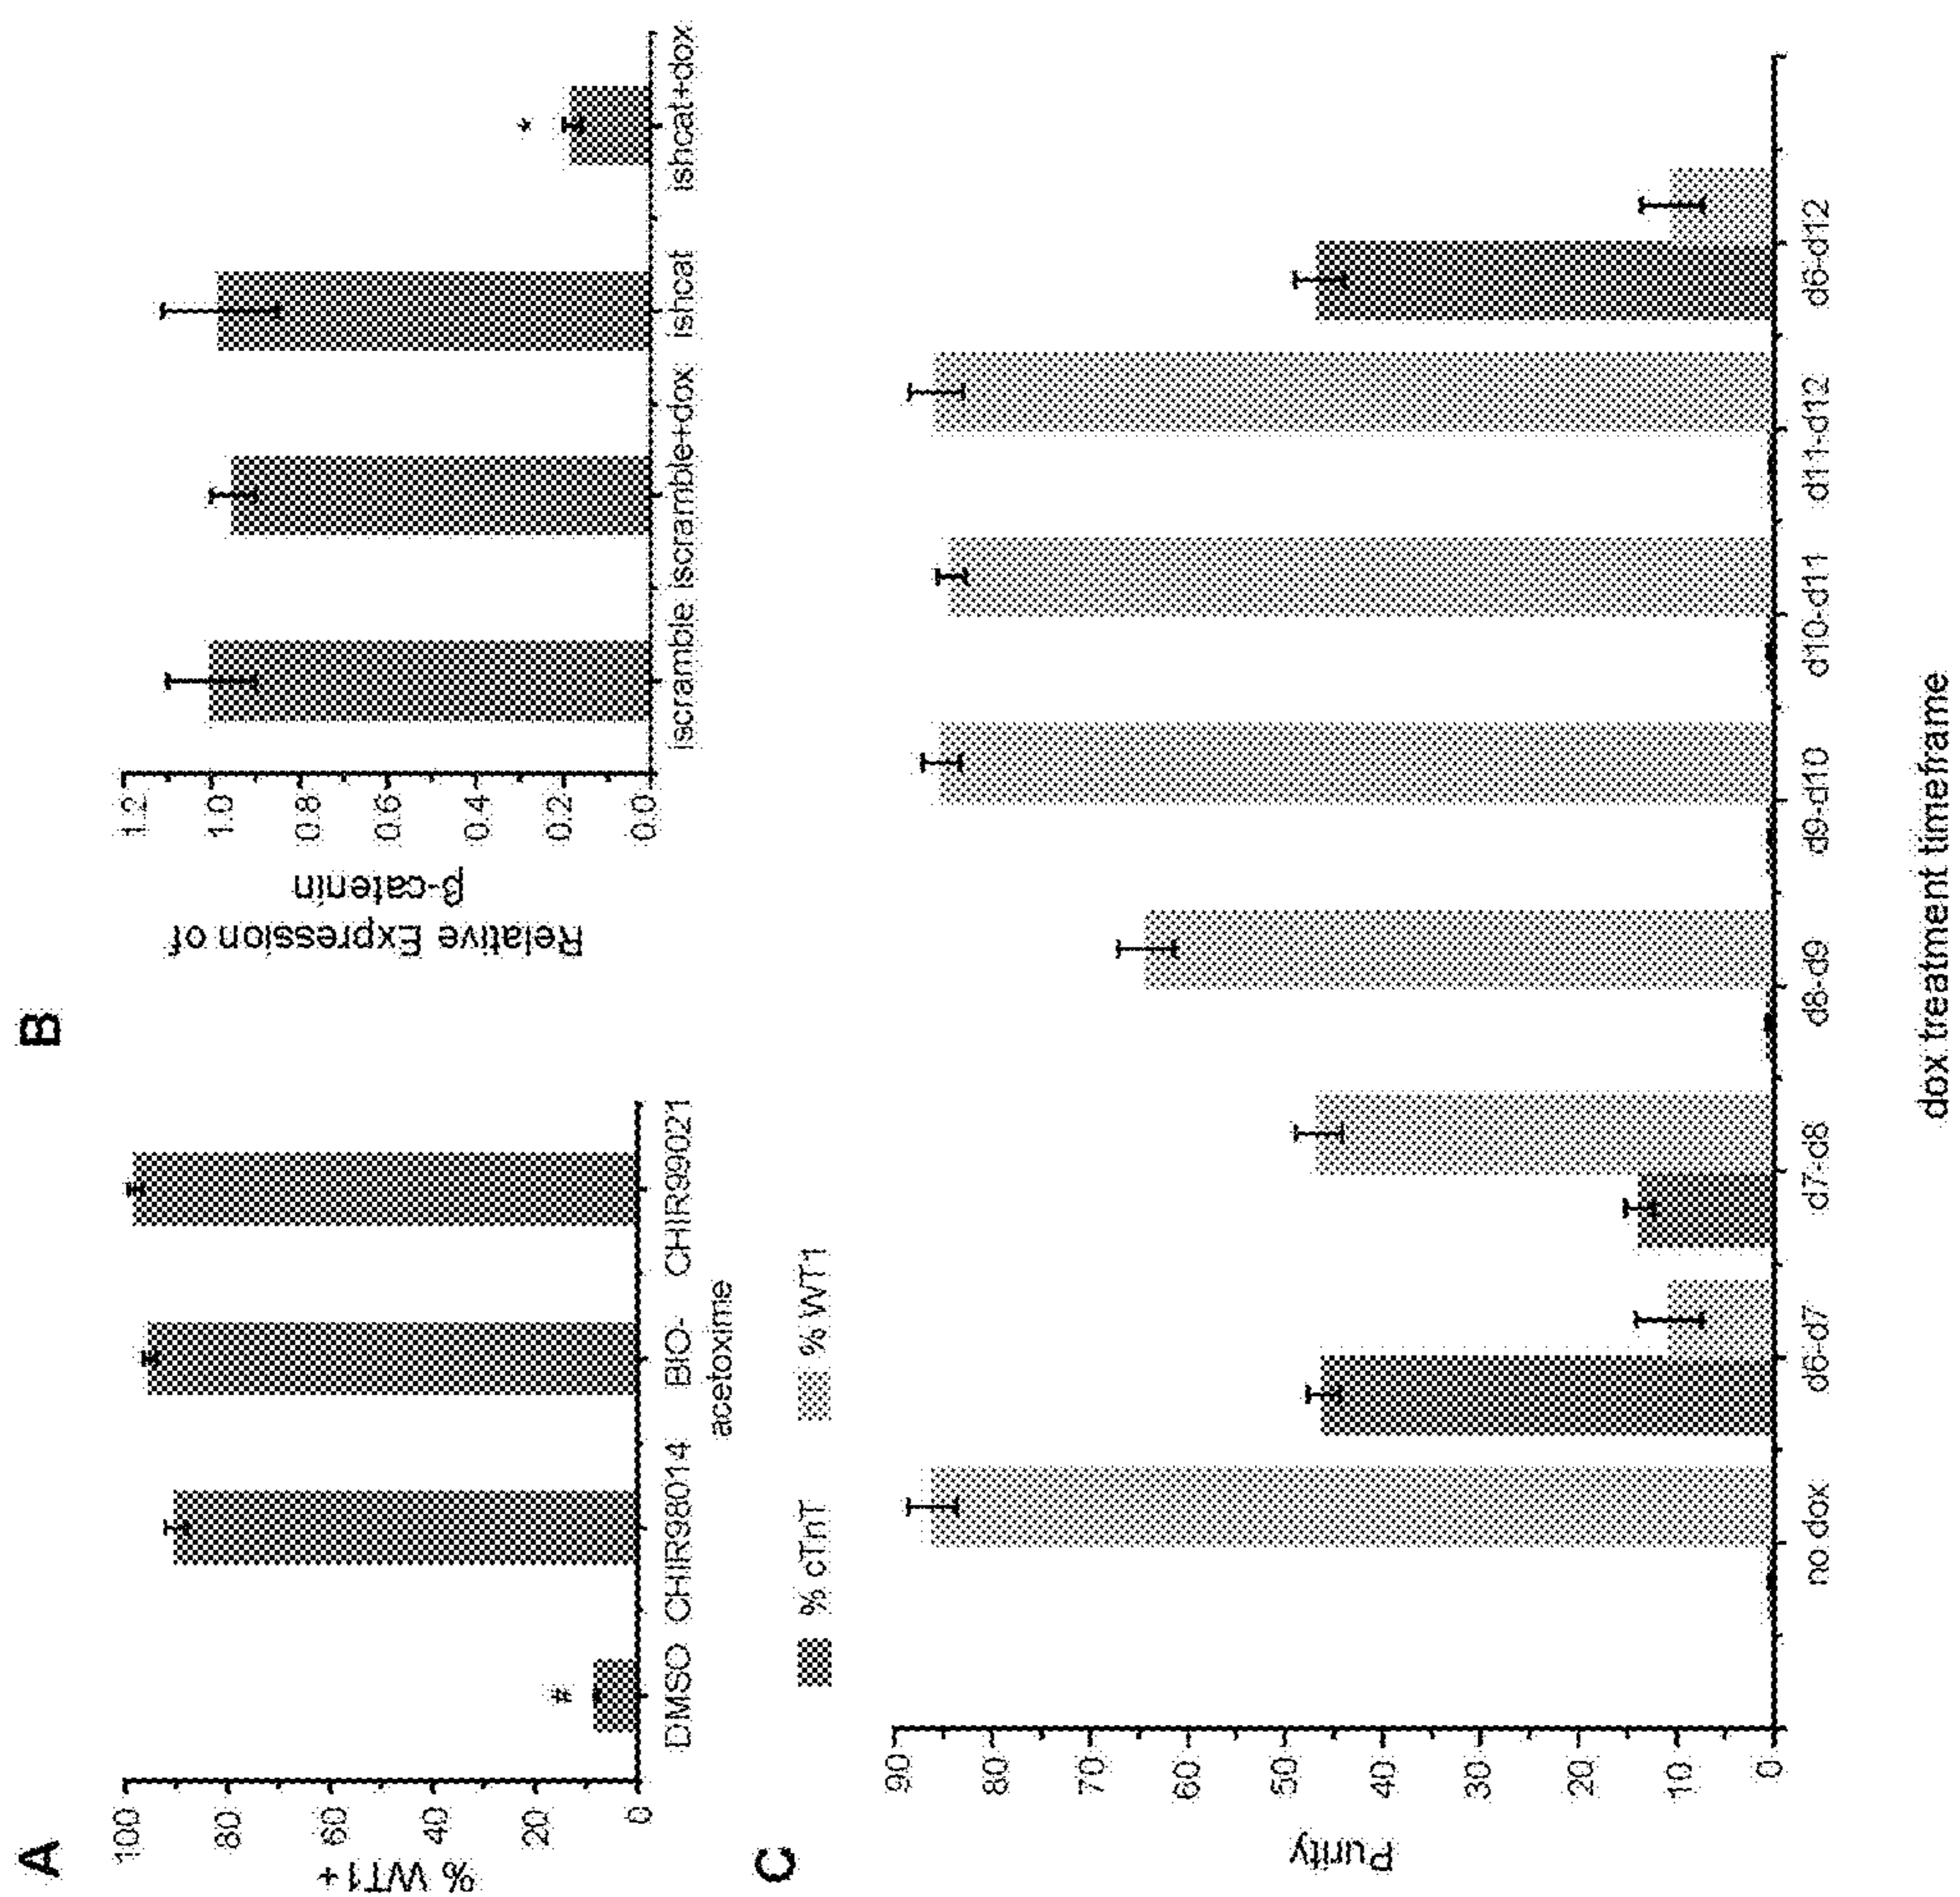 A
% WT1+
100
80
60
40
20
0
DMSO CHIR98014 BIO- CHIR99021
acetoxime
#
B
Relative Expression of
β-catenin
1.2
1.0
0.8
0.6
0.4
0.2
0.0
iscramble iscramble+dox ishcat ishcat+dox
*
C
% cTnT % WT1
Purity
90
80
70
60
50
40
30
20
10
0
no dox d6-d7 d7-d8 d8-d9 d9-d10 d10-d11 d11-d12 d6-d12
dox treatment timeframe